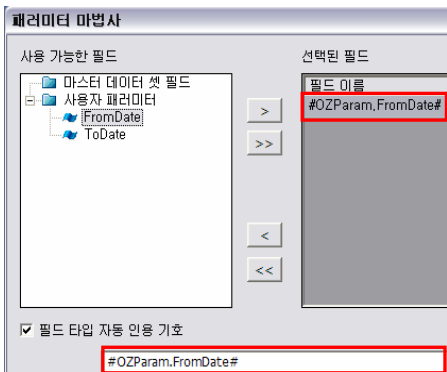 패러미터 마법사
사용 가능한 필드
선택된 필드
마스터 데이터 셋 필드
사용자 패러미터
FromDate
ToDate
>
>>
<
<<
필드 이름
#OZParam.FromDate#
필드 타입 자동 인용 기호
#OZParam.FromDate#